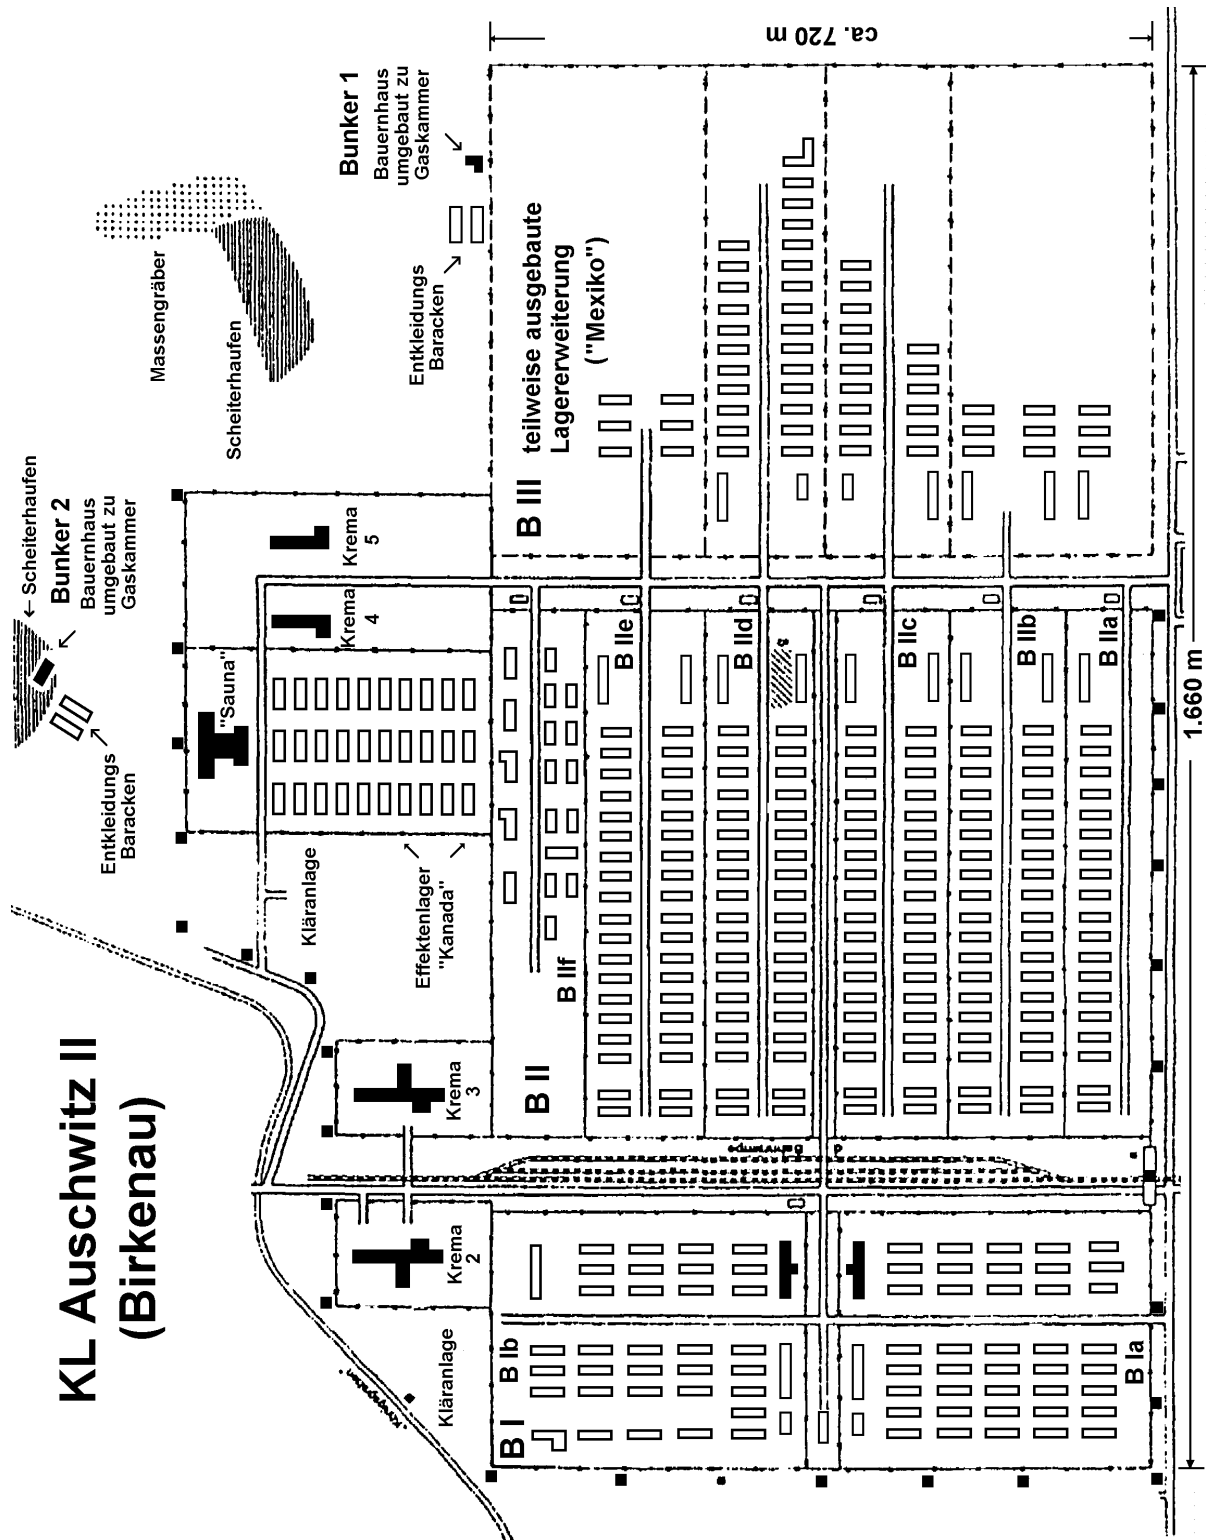 KL Auschwitz II
(Birkenau)
Scheiterhaufen
Bunker 2
Bauernhaus
umgebaut zu
Gaskammer
Entkleidungs
Baracken
Massengräber
Scheiterhaufen
Bunker 1
Bauernhaus
umgebaut zu
Gaskammer
Entkleidungs
Baracken
"Sauna"
Krema
4
Krema
5
Kläranlage
Effektenlager
"Kanada"
Krema
3
Krema
2
Kläranlage
Königsgraben
B III
teilweise ausgebaute
Lagererweiterung
("Mexiko")
B II
B IIf
B IIe
B IId
B IIc
B IIb
B IIa
B I
B Ib
B Ia
ca. 720 m
1.660 m